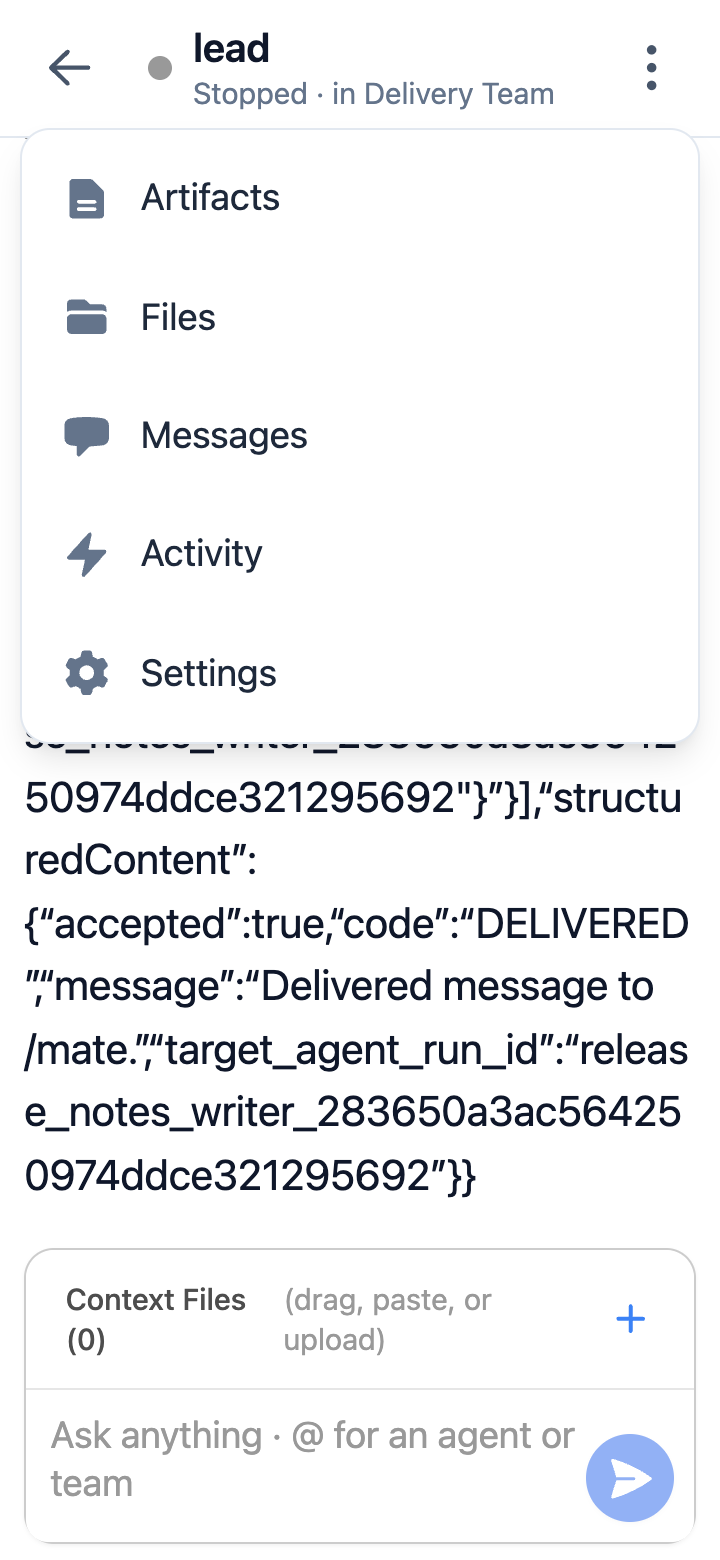 lead
Stopped · in Delivery Team
Artifacts
Files
Messages
Activity
Settings
50974ddce321295692"}”}],“structu
redContent”:
{“accepted”:true,“code”:“DELIVERED
”,“message”:“Delivered message to
/mate.”,“target_agent_run_id”:“releas
e_notes_writer_283650a3ac56425
0974ddce321295692”}}
Context Files (drag, paste, or
(0) upload)
Ask anything · @ for an agent or
team